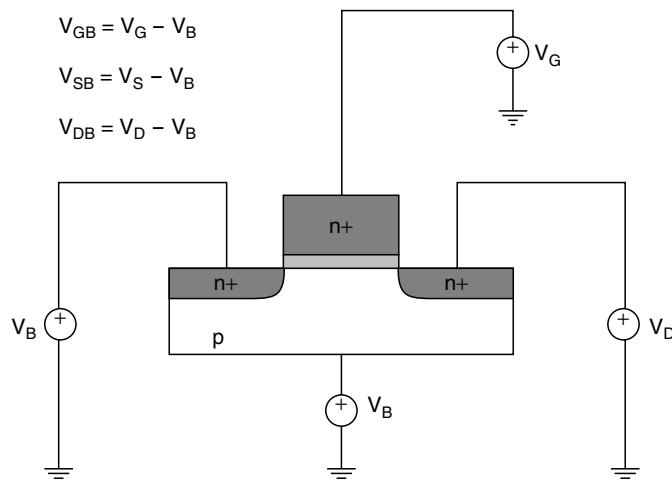 V_GB = V_G – V_B
V_SB = V_S – V_B
V_DB = V_D – V_B
+
V_G
n+
n+
n+
+
V_B
p
+
V_D
+
V_B